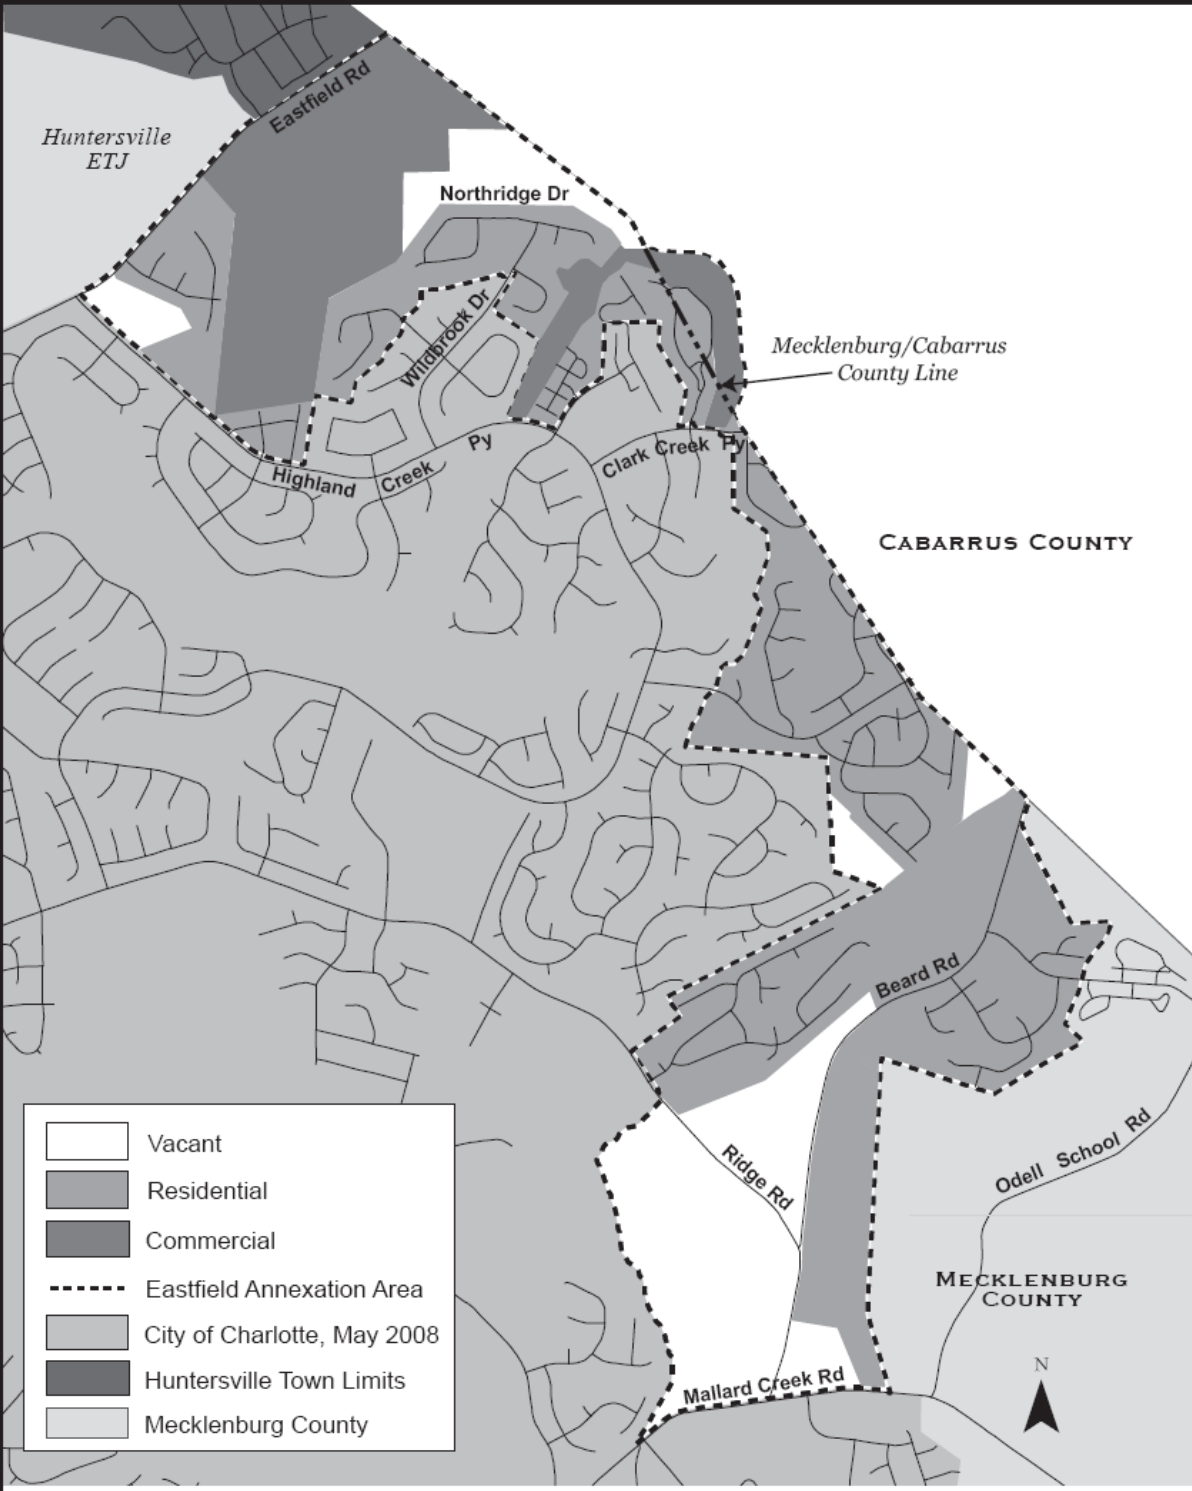 Eastfield Rd
Huntersville
ETJ
Northridge Dr
Wildbrook Dr
Mecklenburg/Cabarrus
County Line
Highland Creek Py
Clark Creek Py
CABARRUS COUNTY
Beard Rd
Ridge Rd
Odell School Rd
MECKLENBURG
COUNTY
Mallard Creek Rd
N
Vacant
Residential
Commercial
Eastfield Annexation Area
City of Charlotte, May 2008
Huntersville Town Limits
Mecklenburg County